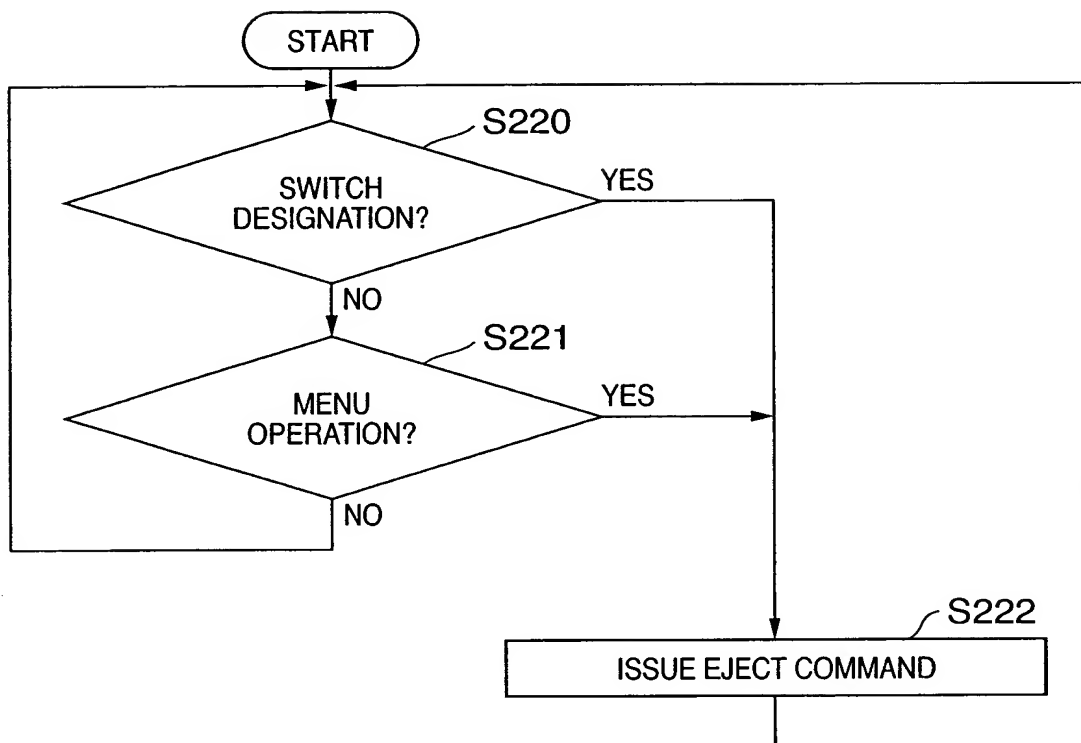 START
S220
SWITCH
DESIGNATION?
YES
NO
S221
MENU
OPERATION?
YES
NO
S222
ISSUE EJECT COMMAND